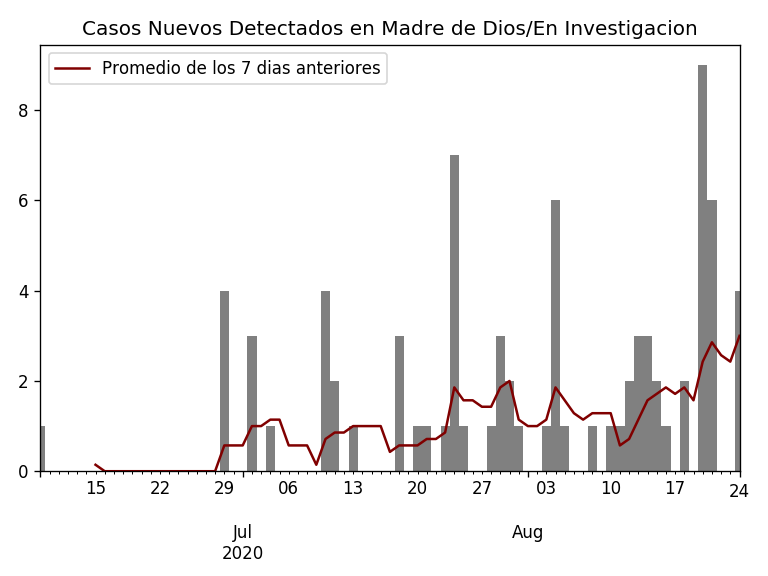 Casos Nuevos Detectados en Madre de Dios/En Investigacion
Promedio de los 7 dias anteriores
8
6
4
2
0
15 22 29 06 13 20 27 03 10 17 24
Jul Aug
2020